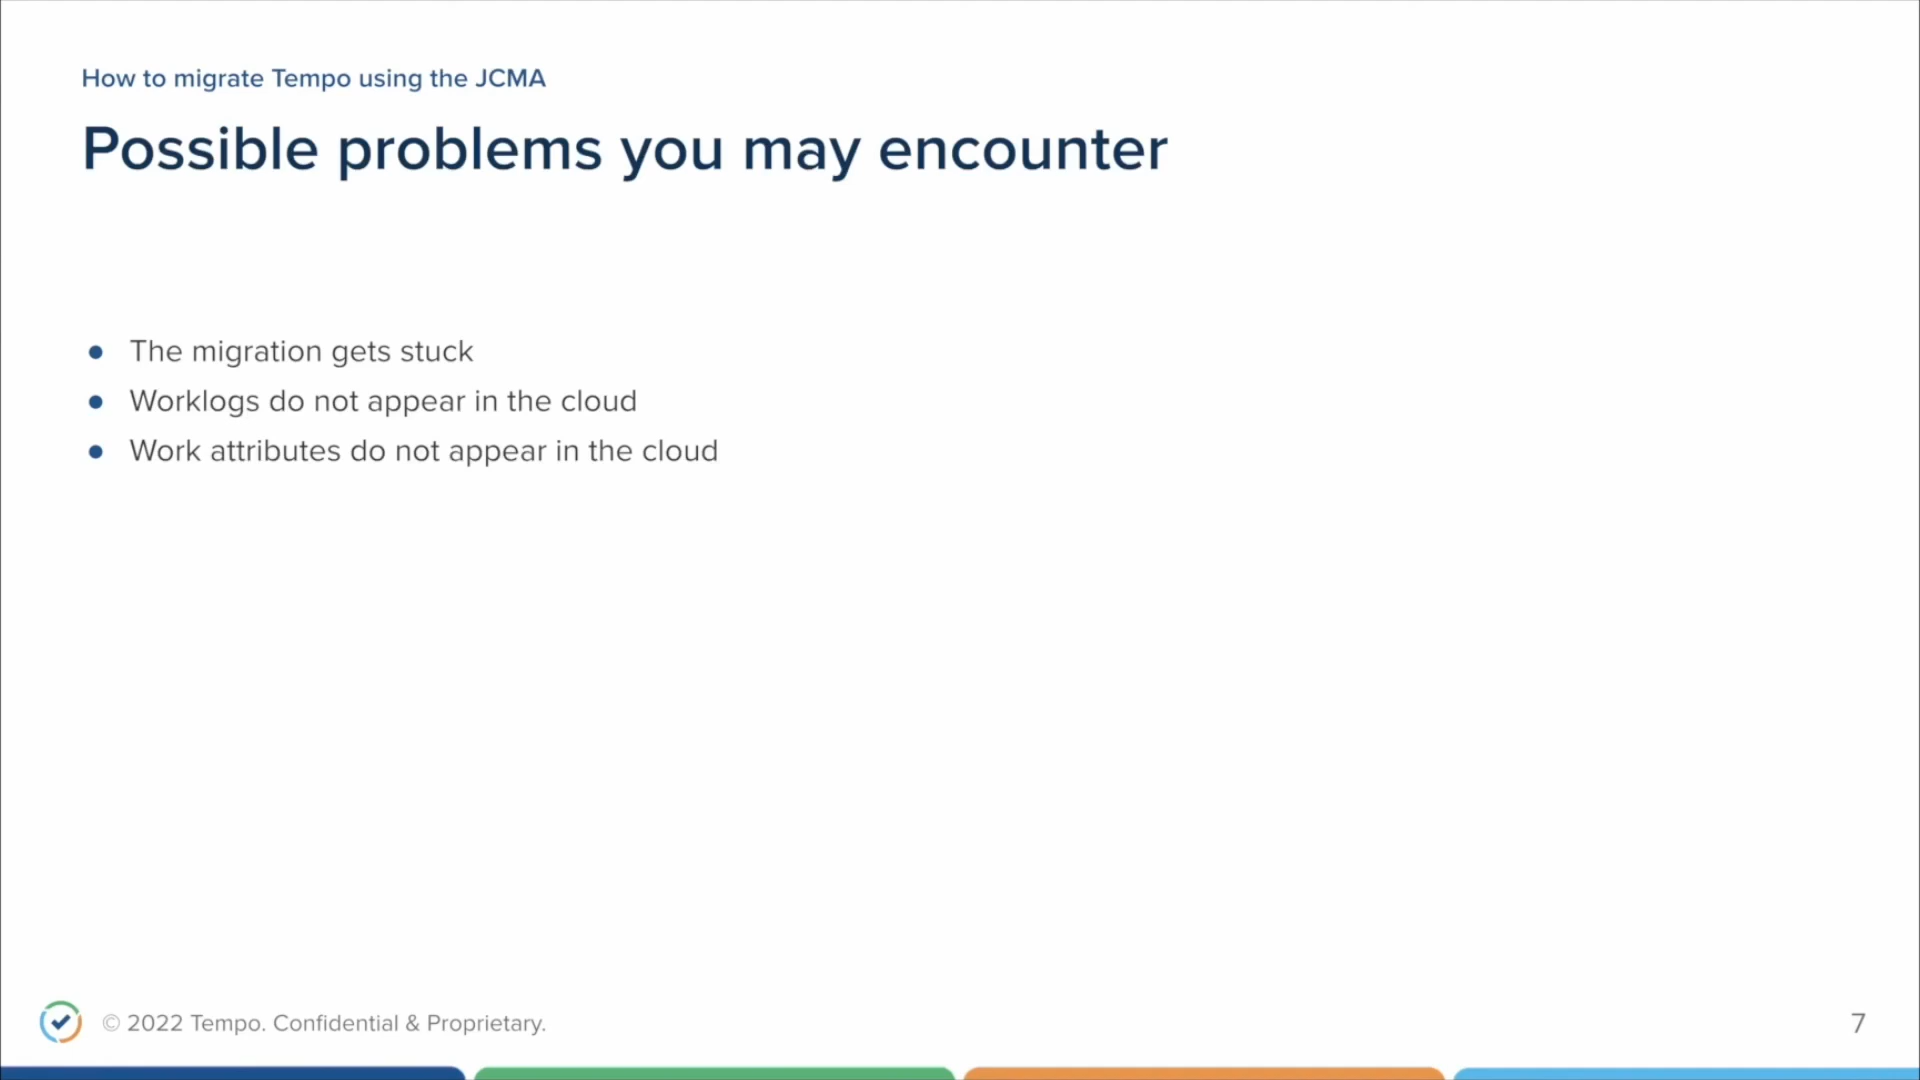 How to migrate Tempo using the JCMA
Possible problems you may encounter
● The migration gets stuck
● Worklogs do not appear in the cloud
● Work attributes do not appear in the cloud
© 2022 Tempo. Confidential & Proprietary.
7